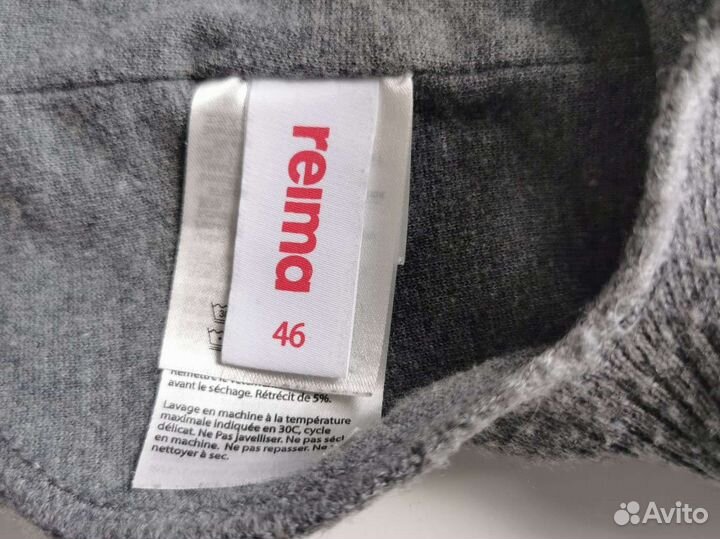 reima
46
avant le séchage. Rétrécit de 5%.
Lavage en machine à la température
maximale indiquée en 30C, cycle
délicat. Ne Pas javelliser. Ne pas
en machine. Ne pas repasser. Ne
nettoyer à sec.
Avito